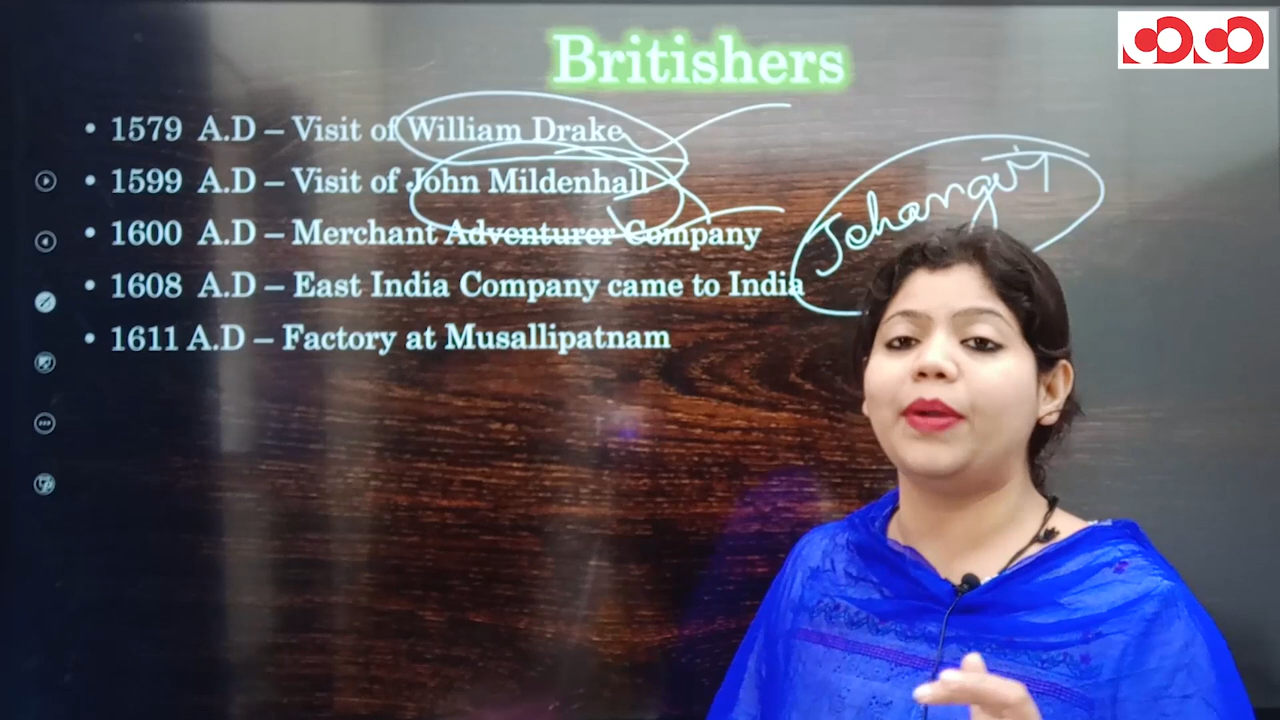 Britishers
• 1579 A.D – Visit of William Drake
• 1599 A.D – Visit of John Mildenhall
• 1600 A.D – Merchant Adventurer Company
• 1608 A.D – East India Company came to India
• 1611 A.D – Factory at Musallipatnam
Jehangir